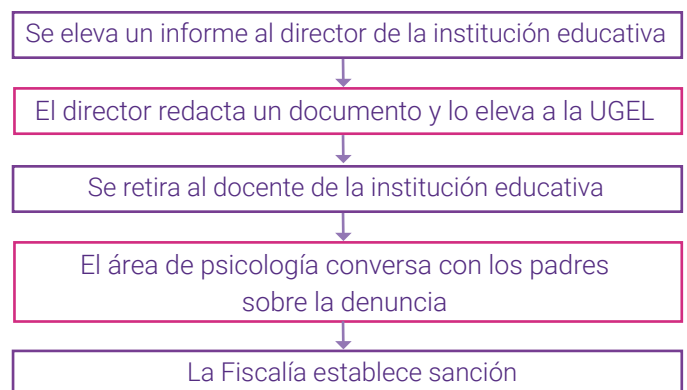 Se eleva un informe al director de la institución educativa
El director redacta un documento y lo eleva a la UGEL
Se retira al docente de la institución educativa
El área de psicología conversa con los padres
sobre la denuncia
La Fiscalía establece sanción